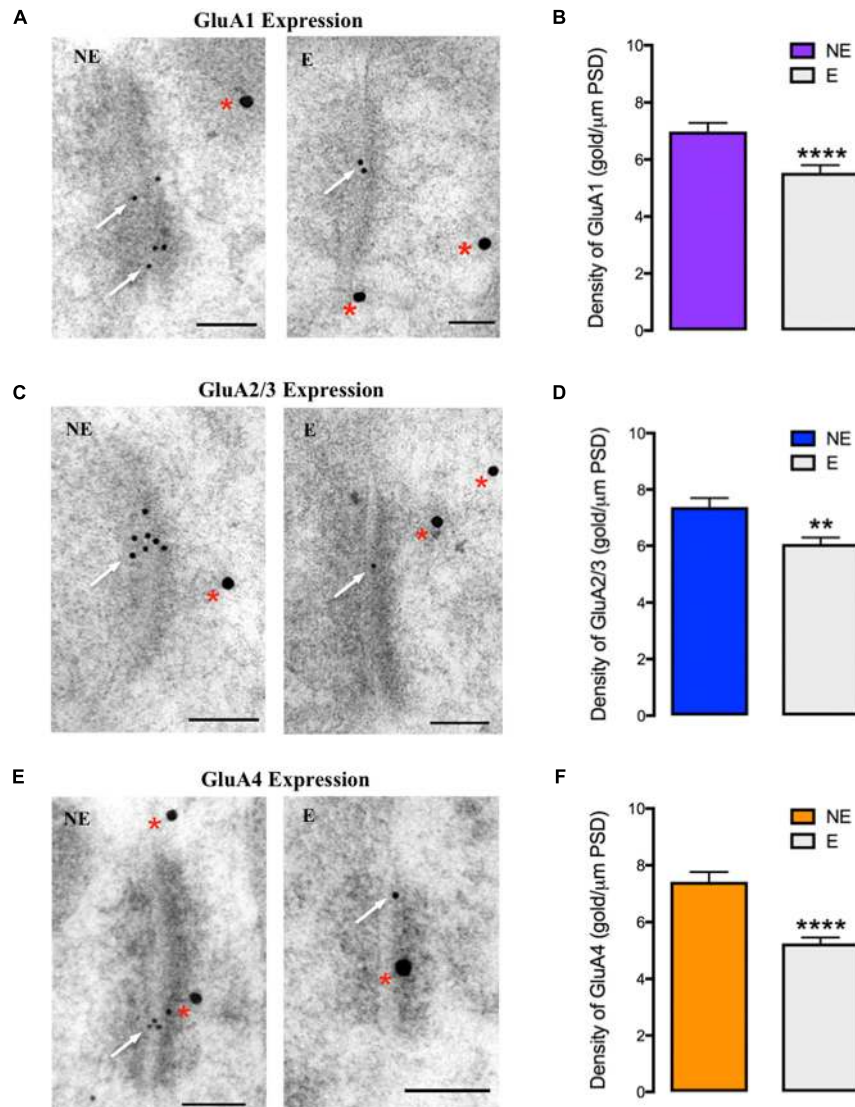 A
GluA1 Expression
NE
*
E
*
*
B
Density of GluA1 (gold/μm PSD)
10
8
6
4
2
0
NE
E
****
C
GluA2/3 Expression
NE
*
E
*
*
D
Density of GluA2/3 (gold/μm PSD)
10
8
6
4
2
0
NE
E
**
E
GluA4 Expression
NE
*
*
E
*
F
Density of GluA4 (gold/μm PSD)
10
8
6
4
2
0
NE
E
****